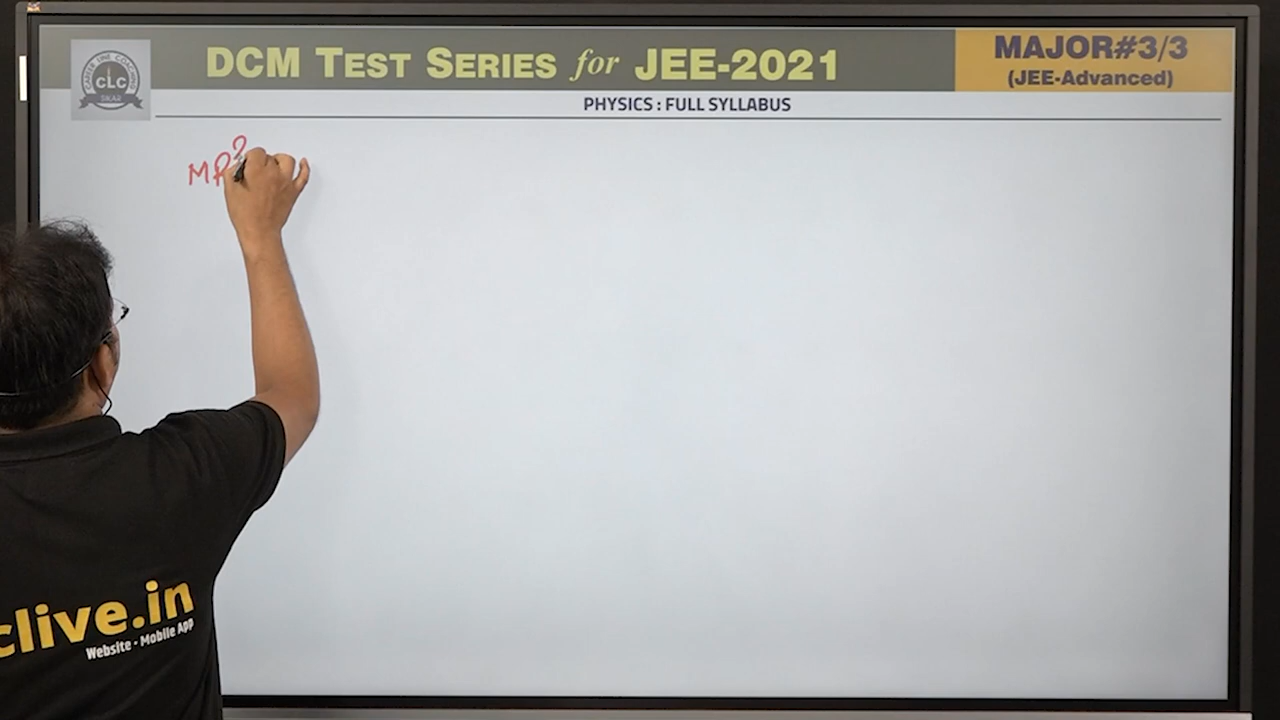 DCM TEST SERIES for JEE-2021
MAJOR#3/3
(JEE-Advanced)
CAREER LINE COACHING
CLC
SIKAR
PHYSICS : FULL SYLLABUS
MR²
clive.in
Website - Mobile App